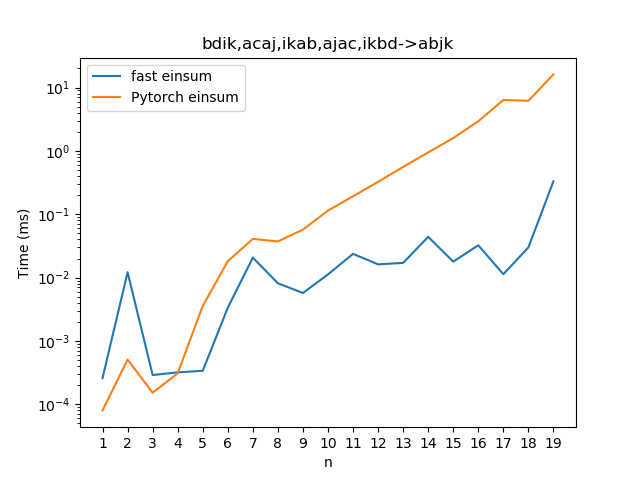 bdik,acaj,ikab,ajac,ikbd->abjk
fast einsum
Pytorch einsum
Time (ms)
10¹
10⁰
10⁻¹
10⁻²
10⁻³
10⁻⁴
1 2 3 4 5 6 7 8 9 10 11 12 13 14 15 16 17 18 19
n